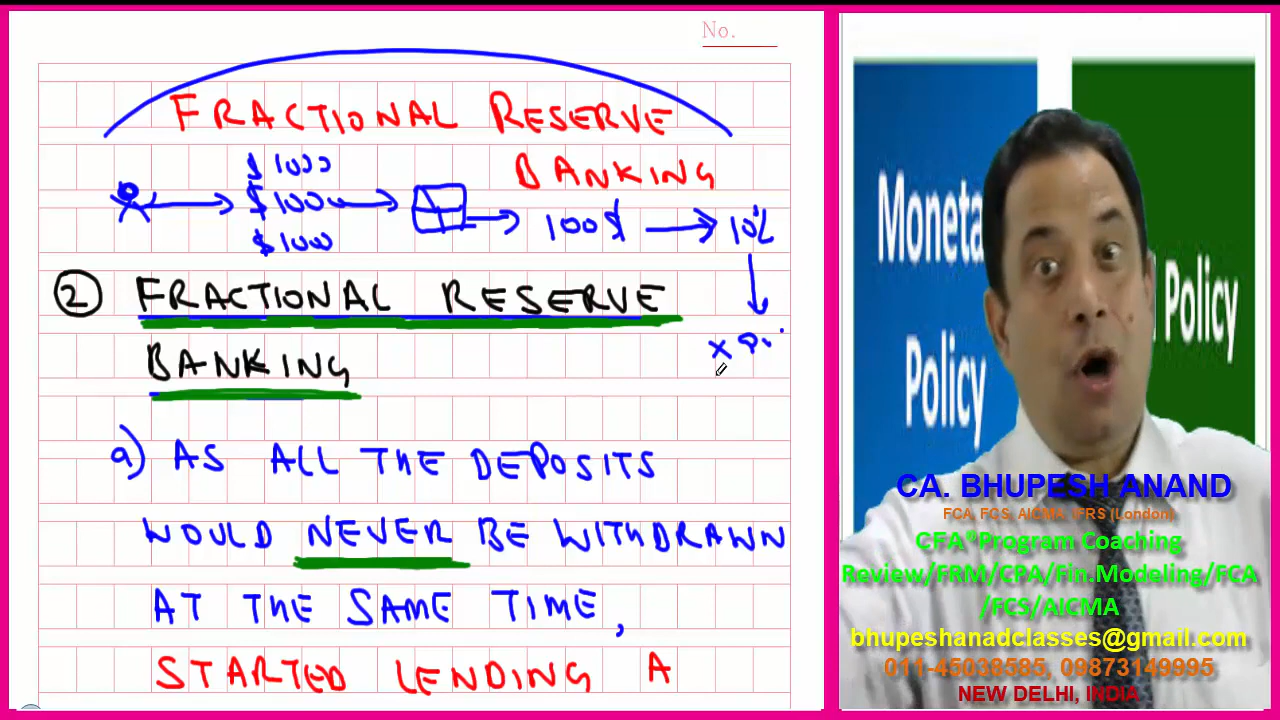 No.
FRACTIONAL RESERVE
BANKING
$ 1000
$ 1000
$ 1000
100 $
10%
2 FRACTIONAL RESERVE
BANKING
a) AS ALL THE DEPOSITS
WOULD NEVER BE WITHDRAWN
AT THE SAME TIME,
STARTED LENDING A
Moneta
Policy
l Policy
CA. BHUPESH ANAND
FCA, FCS, AICMA, IFRS (London)
CFA®Program Coaching
Review/FRM/CPA/Fin.Modeling/FCA
/FCS/AICMA
bhupeshanadclasses@gmail.com
011-45038585, 09873149995
NEW DELHI, INDIA